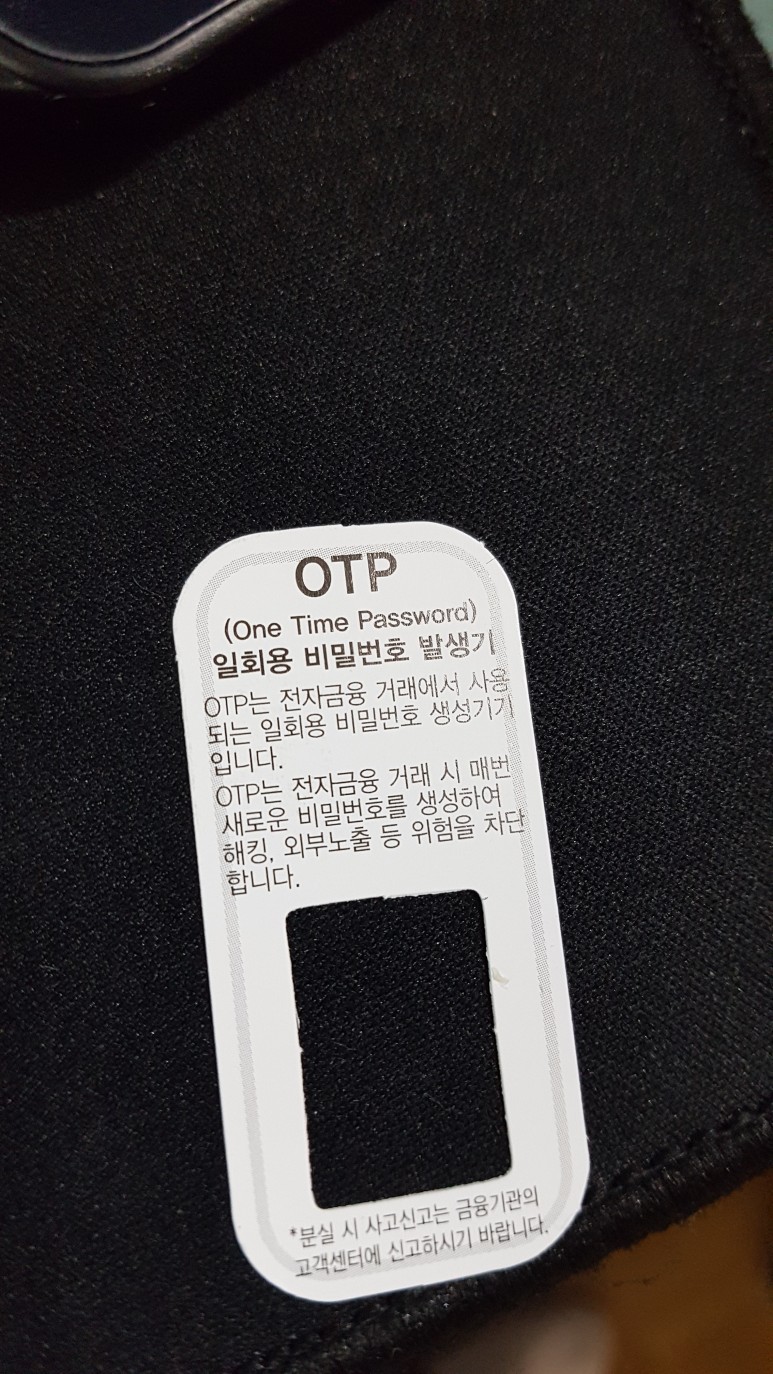 OTP
(One Time Password)
일회용 비밀번호 발생기
OTP는 전자금융 거래에서 사용
되는 일회용 비밀번호 생성기기
입니다.
OTP는 전자금융 거래 시 매번
새로운 비밀번호를 생성하여
해킹, 외부노출 등 위험을 차단
합니다.
*분실 시 사고신고는 금융기관의
고객센터에 신고하시기 바랍니다.